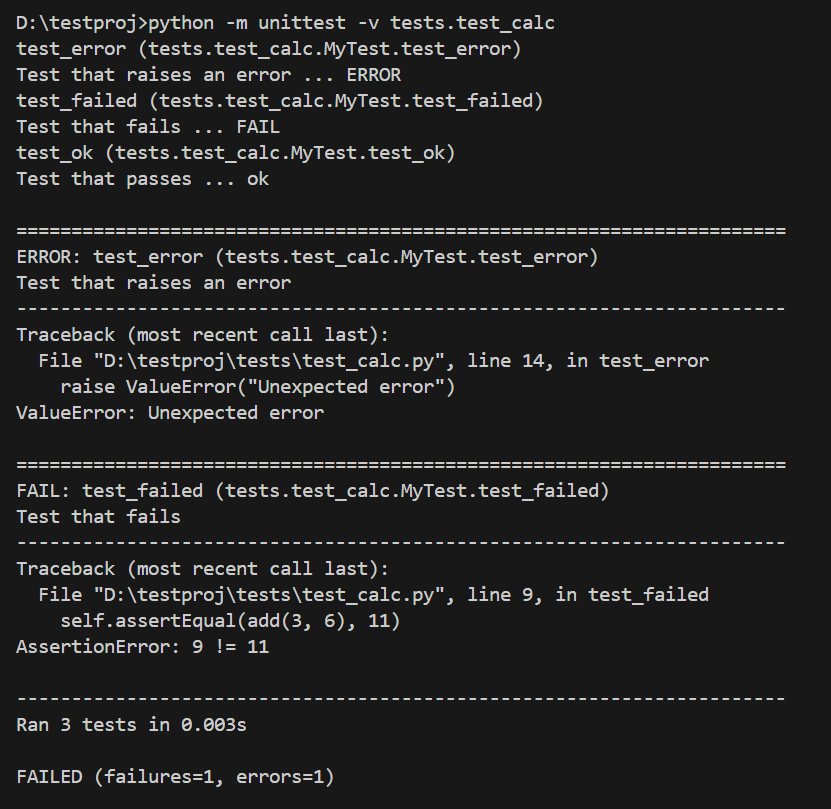 D:\testproj>python -m unittest -v tests.test_calc
test_error (tests.test_calc.MyTest.test_error)
Test that raises an error ... ERROR
test_failed (tests.test_calc.MyTest.test_failed)
Test that fails ... FAIL
test_ok (tests.test_calc.MyTest.test_ok)
Test that passes ... ok

======================================================================
ERROR: test_error (tests.test_calc.MyTest.test_error)
Test that raises an error
----------------------------------------------------------------------
Traceback (most recent call last):
  File "D:\testproj\tests\test_calc.py", line 14, in test_error
    raise ValueError("Unexpected error")
ValueError: Unexpected error

======================================================================
FAIL: test_failed (tests.test_calc.MyTest.test_failed)
Test that fails
----------------------------------------------------------------------
Traceback (most recent call last):
  File "D:\testproj\tests\test_calc.py", line 9, in test_failed
    self.assertEqual(add(3, 6), 11)
AssertionError: 9 != 11

----------------------------------------------------------------------
Ran 3 tests in 0.003s

FAILED (failures=1, errors=1)